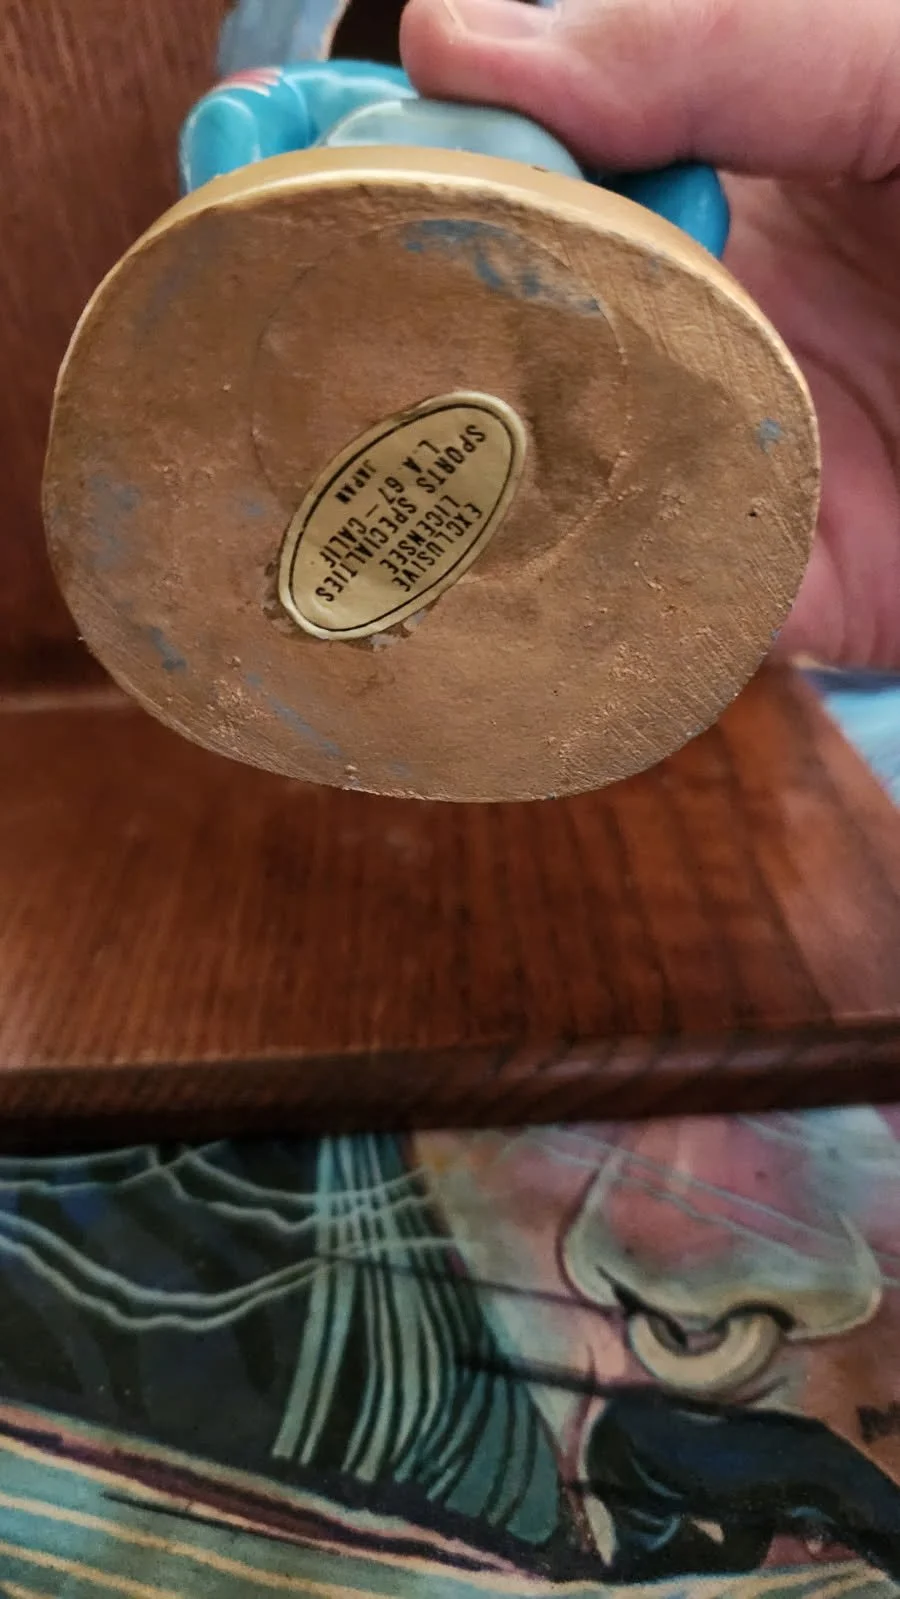 EXCLUSIVE
LICENSEE
SPORTS SPECIALTIES
L.A. 67 - CALIF
JAPAN